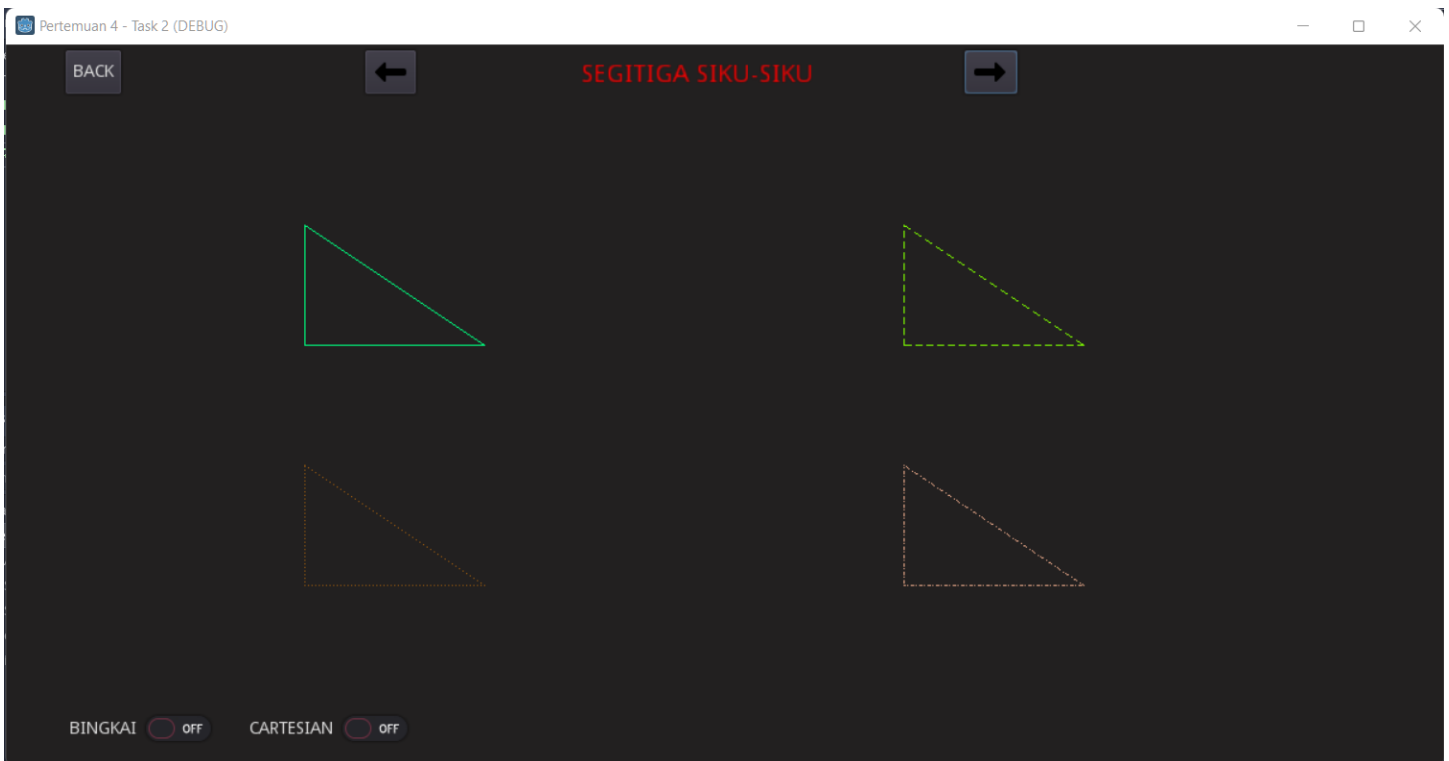 Pertemuan 4 - Task 2 (DEBUG)
BACK
SEGITIGA SIKU-SIKU
BINGKAI OFF CARTESIAN OFF